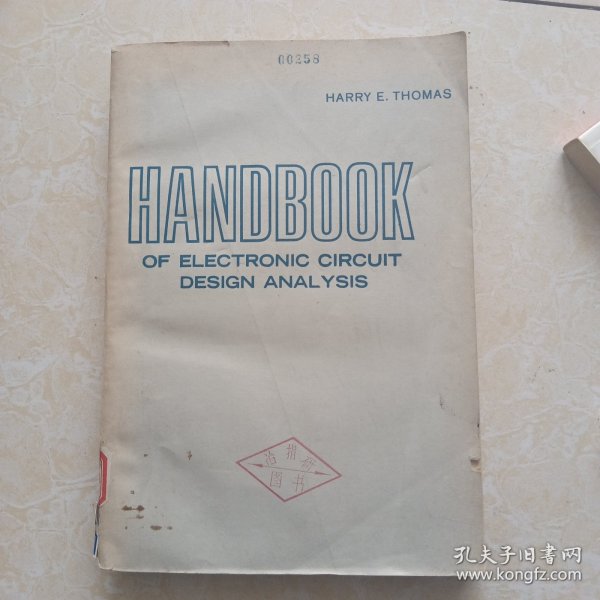 00258
HARRY E. THOMAS
HANDBOOK
OF ELECTRONIC CIRCUIT
DESIGN ANALYSIS
图书
孔夫子旧书网
www.kongfz.com